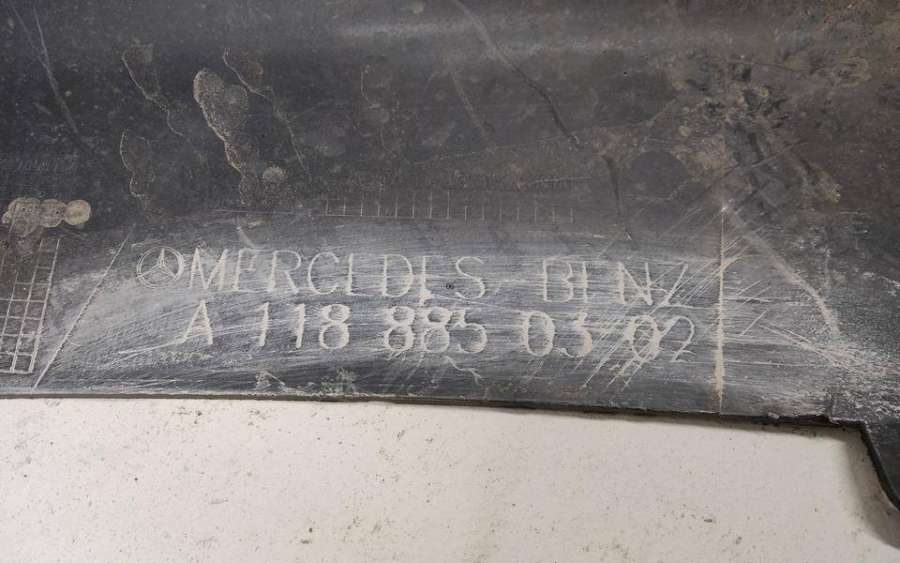 MERCEDES BENZ
A 118 885 03 02